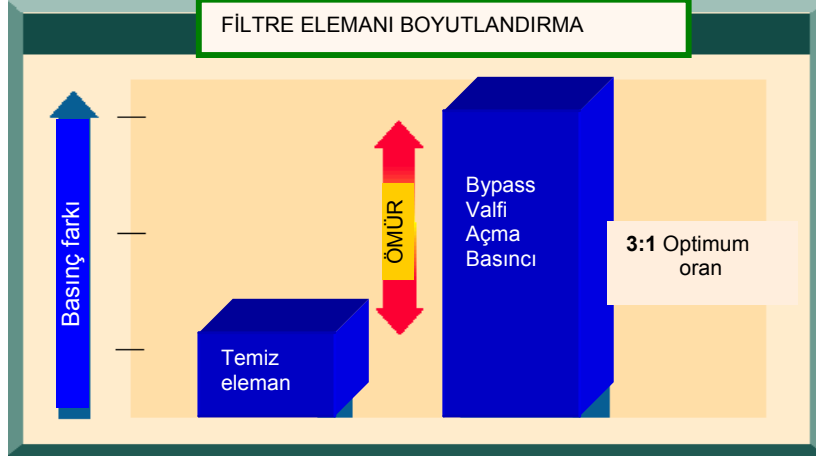 FİLTRE ELEMANI BOYUTLANDIRMA
Basınç farkı
Temiz
eleman
ÖMÜR
Bypass
Valfi
Açma
Basıncı
3:1 Optimum
oran